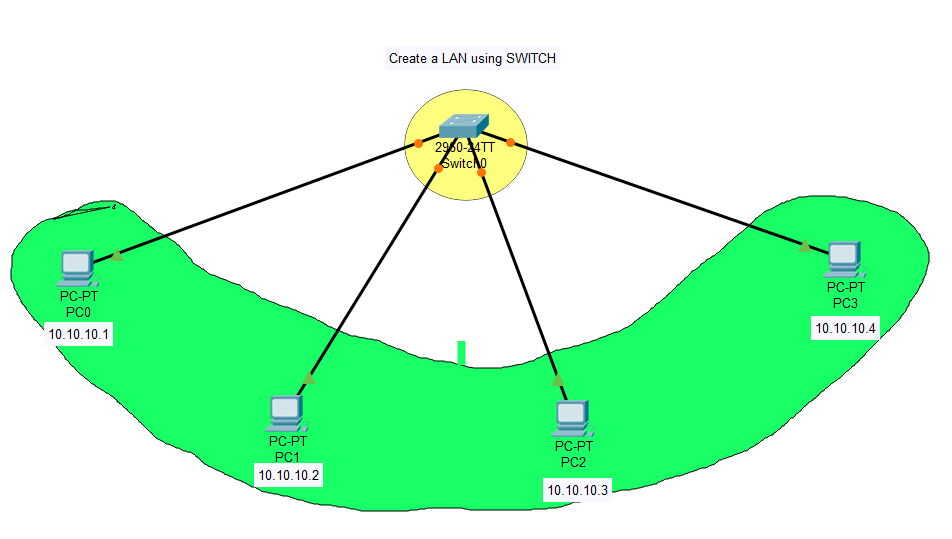 Create a LAN using SWITCH
2960-24TT
Switch0
PC-PT
PC0
10.10.10.1
PC-PT
PC1
10.10.10.2
PC-PT
PC2
10.10.10.3
PC-PT
PC3
10.10.10.4